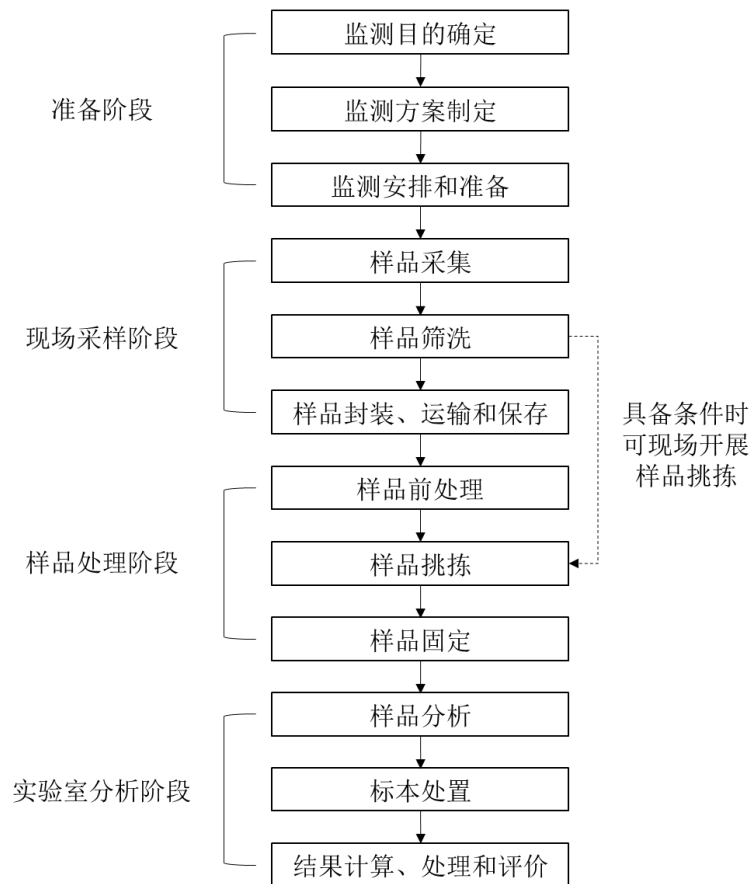 监测目的确定
准备阶段
监测方案制定
监测安排和准备
样品采集
现场采样阶段
样品筛洗
样品封装、运输和保存
具备条件时
可现场开展
样品挑拣
样品前处理
样品处理阶段
样品挑拣
样品固定
样品分析
实验室分析阶段
标本处置
结果计算、处理和评价